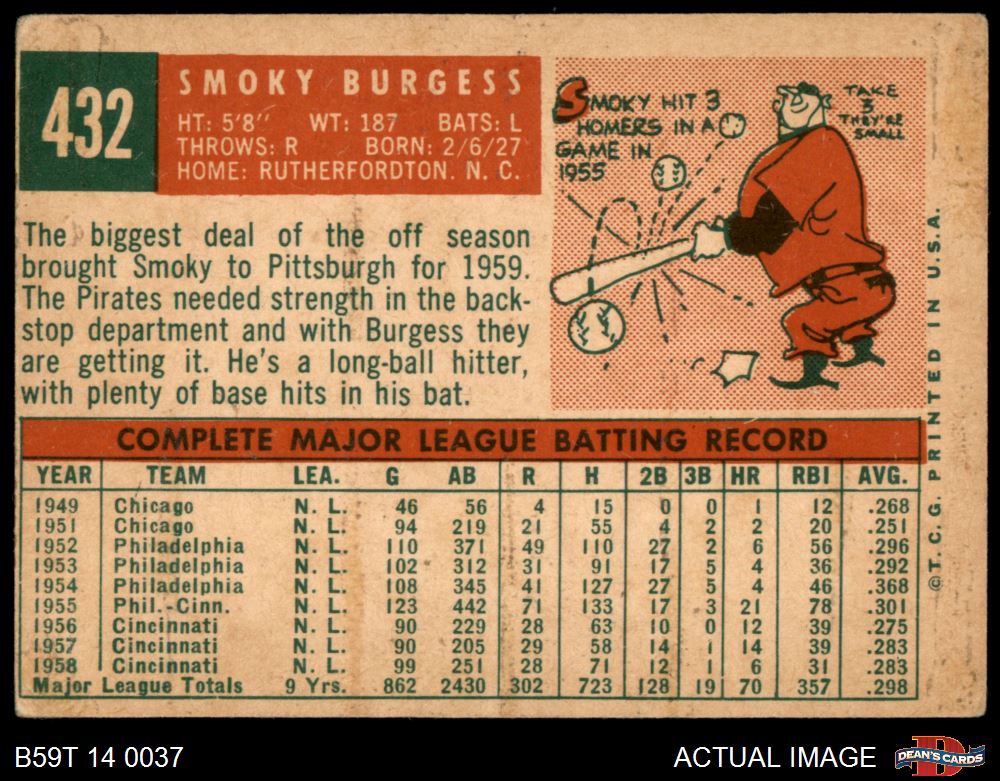 432
SMOKY BURGESS
HT: 5'8" WT: 187 BATS: L
THROWS: R BORN: 2/6/27
HOME: RUTHERFORDTON. N. C.
SMOKY HIT 3
HOMERS IN A
GAME IN
1955
TAKE
3
THEY'RE
SMALL
The biggest deal of the off season
brought Smoky to Pittsburgh for 1959.
The Pirates needed strength in the back-
stop department and with Burgess they
are getting it. He's a long-ball hitter,
with plenty of base hits in his bat.
COMPLETE MAJOR LEAGUE BATTING RECORD
YEAR TEAM LEA. G AB R H 2B 3B HR RBI AVG.
1949 Chicago N. L. 46 56 4 15 0 0 1 12 .268
1951 Chicago N. L. 94 219 21 55 4 2 2 20 .251
1952 Philadelphia N. L. 110 371 49 110 27 2 6 56 .296
1953 Philadelphia N. L. 102 312 31 91 17 5 4 36 .292
1954 Philadelphia N. L. 108 345 41 127 27 5 4 46 .368
1955 Phil.-Cinn. N. L. 123 442 71 133 17 3 21 78 .301
1956 Cincinnati N. L. 90 229 28 63 10 0 12 39 .275
1957 Cincinnati N. L. 90 205 29 58 14 1 14 39 .283
1958 Cincinnati N. L. 99 251 28 71 12 1 6 31 .283
Major League Totals 9 Yrs. 862 2430 302 723 128 19 70 357 .298
©T. C. G. PRINTED IN U.S.A.
B59T 14 0037
ACTUAL IMAGE
D
DEAN'S CARDS